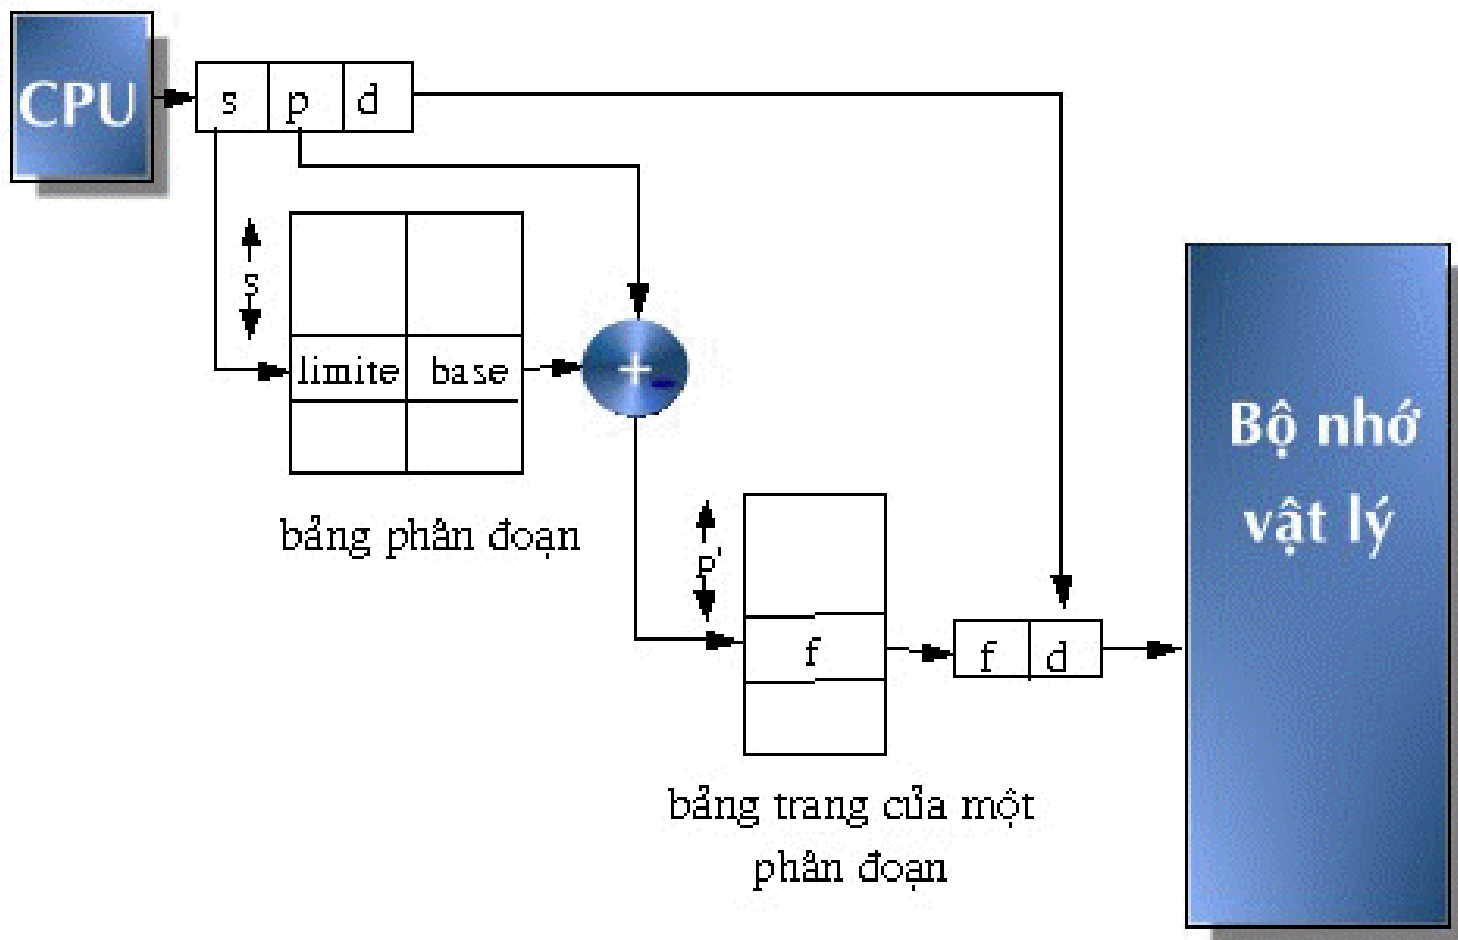 CPU
s p d
s
limite base
+
bảng phân đoạn
p'
f
f d
bảng trang của một
phân đoạn
Bộ nhớ
vật lý